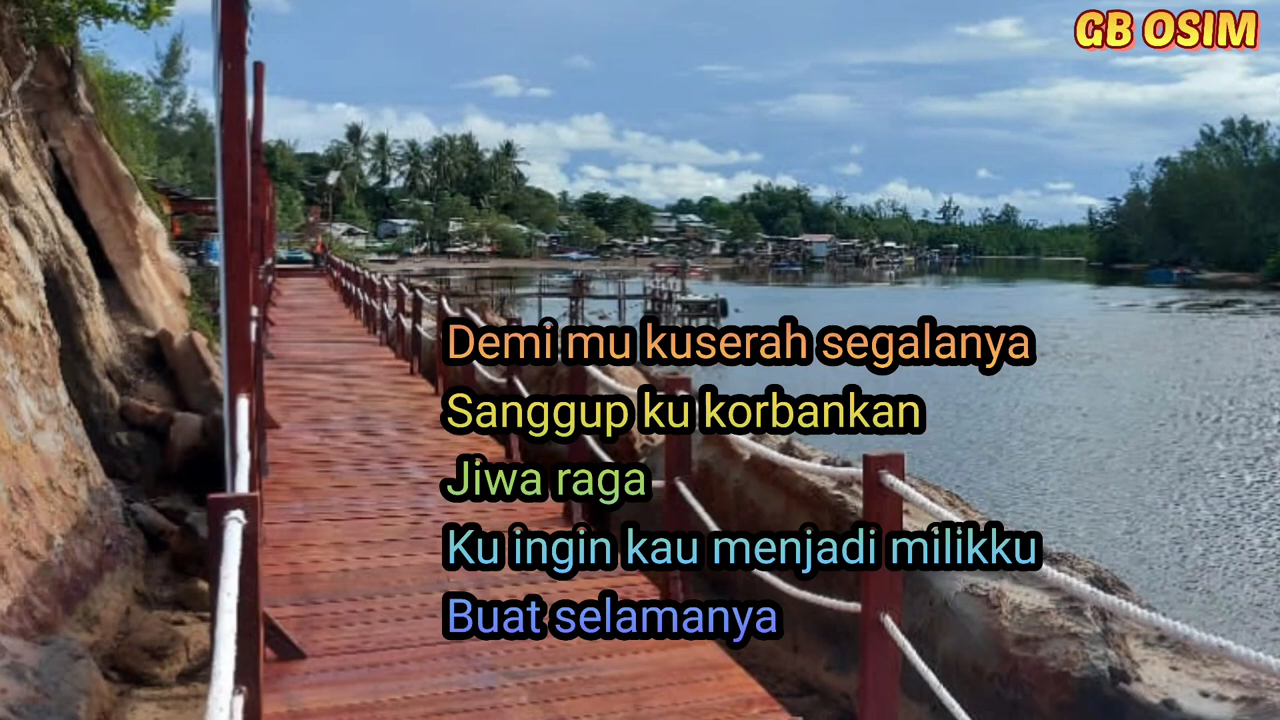 GB OSIM
Demi mu kuserah segalanya
Sanggup ku korbankan
Jiwa raga
Ku ingin kau menjadi milikku
Buat selamanya